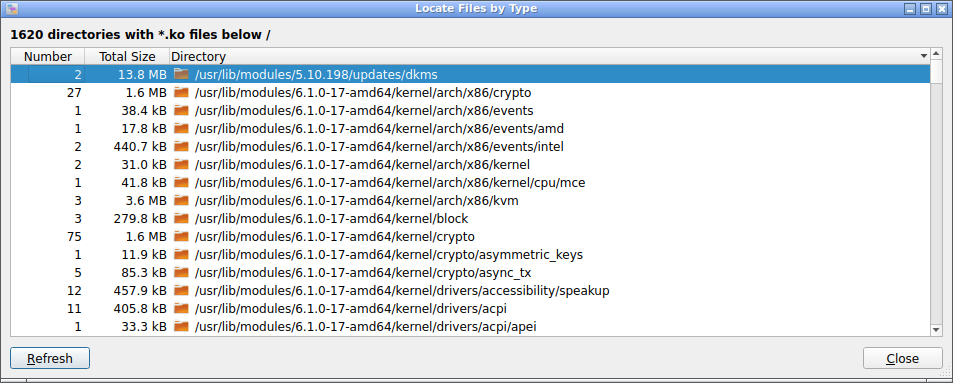 Locate Files by Type
1620 directories with *.ko files below /
Number Total Size Directory
2 13.8 MB /usr/lib/modules/5.10.198/updates/dkms
27 1.6 MB /usr/lib/modules/6.1.0-17-amd64/kernel/arch/x86/crypto
1 38.4 kB /usr/lib/modules/6.1.0-17-amd64/kernel/arch/x86/events
1 17.8 kB /usr/lib/modules/6.1.0-17-amd64/kernel/arch/x86/events/amd
2 440.7 kB /usr/lib/modules/6.1.0-17-amd64/kernel/arch/x86/events/intel
2 31.0 kB /usr/lib/modules/6.1.0-17-amd64/kernel/arch/x86/kernel
1 41.8 kB /usr/lib/modules/6.1.0-17-amd64/kernel/arch/x86/kernel/cpu/mce
3 3.6 MB /usr/lib/modules/6.1.0-17-amd64/kernel/arch/x86/kvm
3 279.8 kB /usr/lib/modules/6.1.0-17-amd64/kernel/block
75 1.6 MB /usr/lib/modules/6.1.0-17-amd64/kernel/crypto
1 11.9 kB /usr/lib/modules/6.1.0-17-amd64/kernel/crypto/asymmetric_keys
5 85.3 kB /usr/lib/modules/6.1.0-17-amd64/kernel/crypto/async_tx
12 457.9 kB /usr/lib/modules/6.1.0-17-amd64/kernel/drivers/accessibility/speakup
11 405.8 kB /usr/lib/modules/6.1.0-17-amd64/kernel/drivers/acpi
1 33.3 kB /usr/lib/modules/6.1.0-17-amd64/kernel/drivers/acpi/apei
Refresh Close